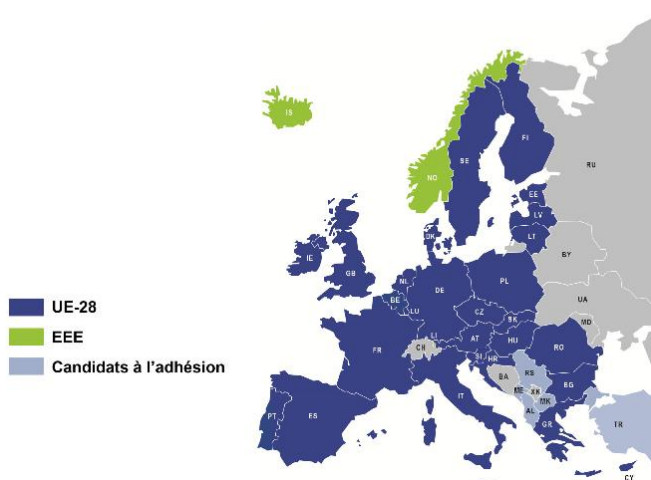 IS
NO
SE
FI
RU
EE
LV
LT
DK
BY
IE
GB
NL
BE
DE
PL
UA
LU
CZ
SK
MD
LI
AT
HU
FR
CH
SI
HR
RO
BA
RS
ME
XK
BG
MK
AL
IT
PT
ES
GR
TR
CY
UE-28
EEE
Candidats à l'adhésion